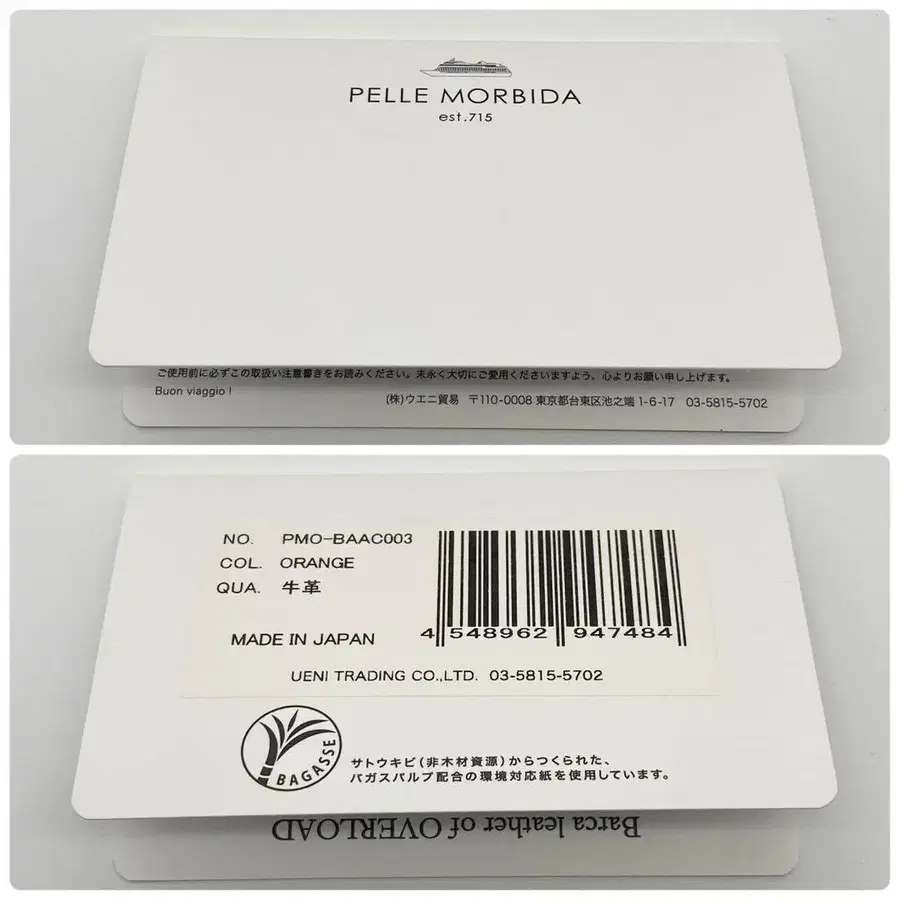 PELLE MORBIDA
est.715
ご使用前に必ずこの取扱い注意書きをお読みください。末永く大切にご愛用くださいますよう、心よりお願い申し上げます。
Buon viaggio !
(株)ウエニ貿易 〒110-0008 東京都台東区池之端1-6-17 03-5815-5702
NO. PMO-BAAC003
COL. ORANGE
QUA. 牛革
MADE IN JAPAN
4 548962 947484
UENI TRADING CO.,LTD. 03-5815-5702
BAGASSE
サトウキビ(非木材資源)からつくられた、
バガスパルプ配合の環境対応紙を使用しています。
Barca leather of OVERLOAD